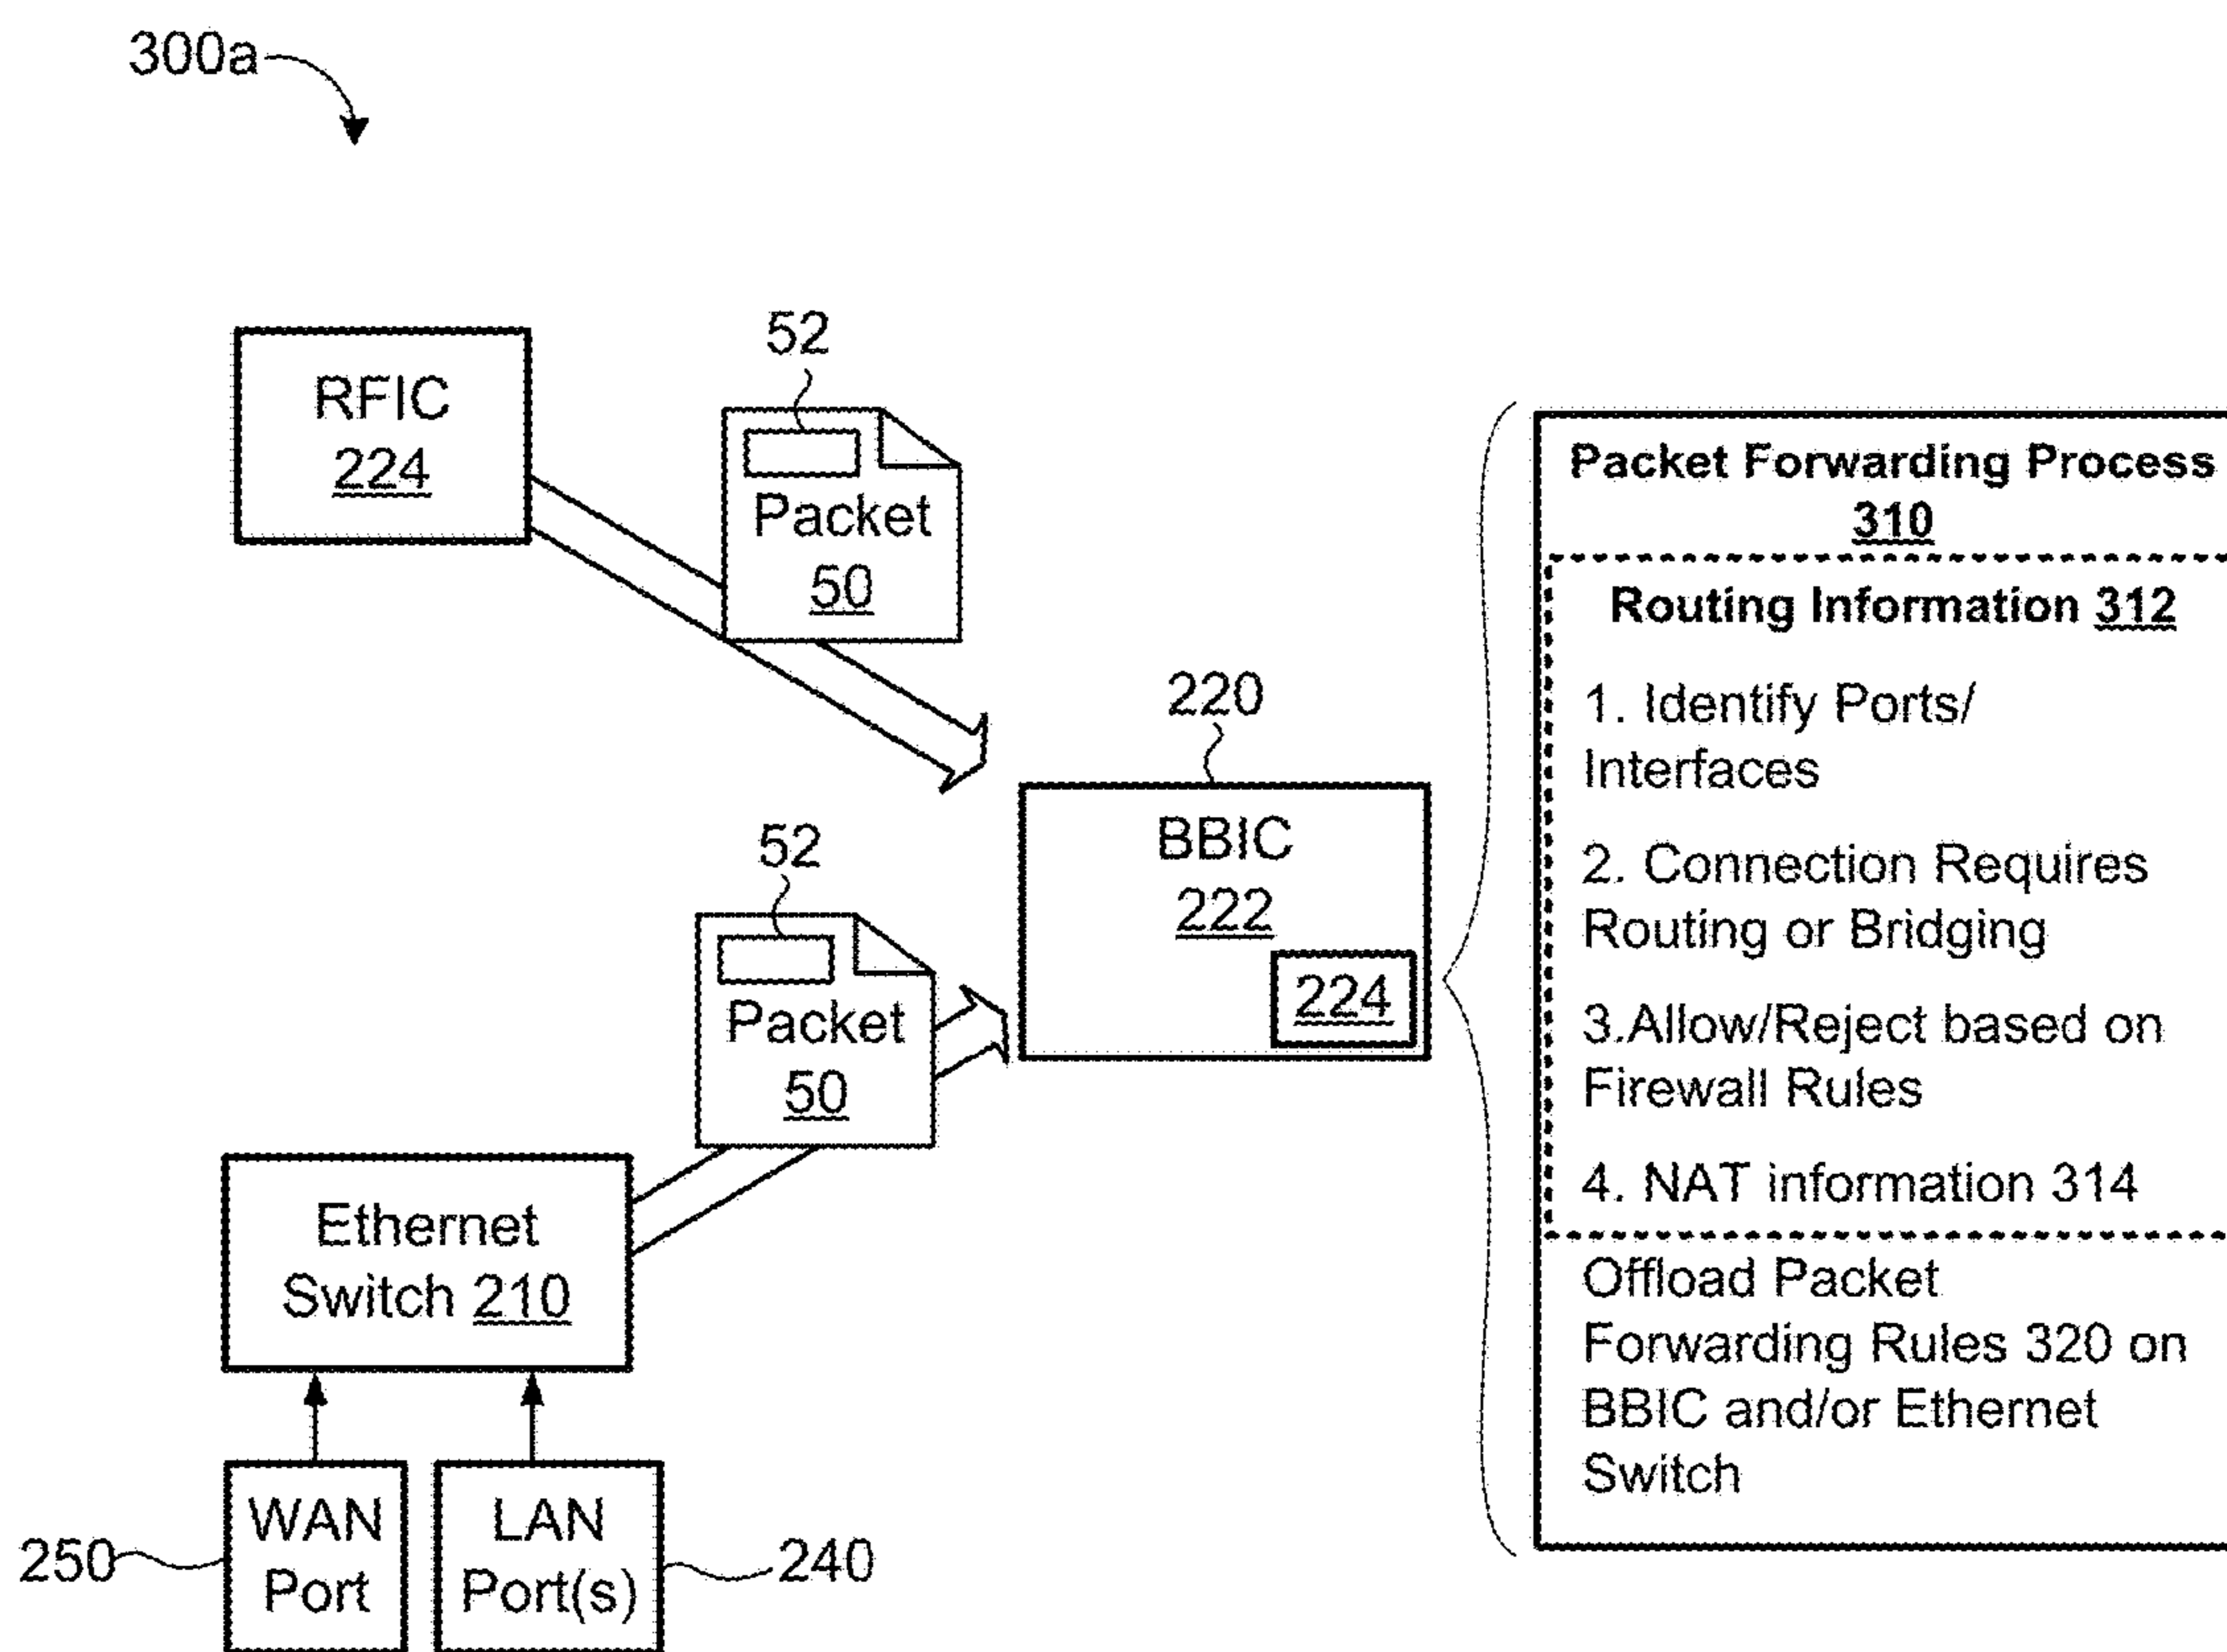 300a
RFIC
224
52
Packet
50
220
BBIC
222
224
52
Packet
50
Ethernet
Switch 210
WAN
Port
LAN
Port(s)
250
240
Packet Forwarding Process
310
Routing Information 312
1. Identify Ports/
Interfaces
2. Connection Requires
Routing or Bridging
3.Allow/Reject based on
Firewall Rules
4. NAT information 314
Offload Packet
Forwarding Rules 320 on
BBIC and/or Ethernet
Switch